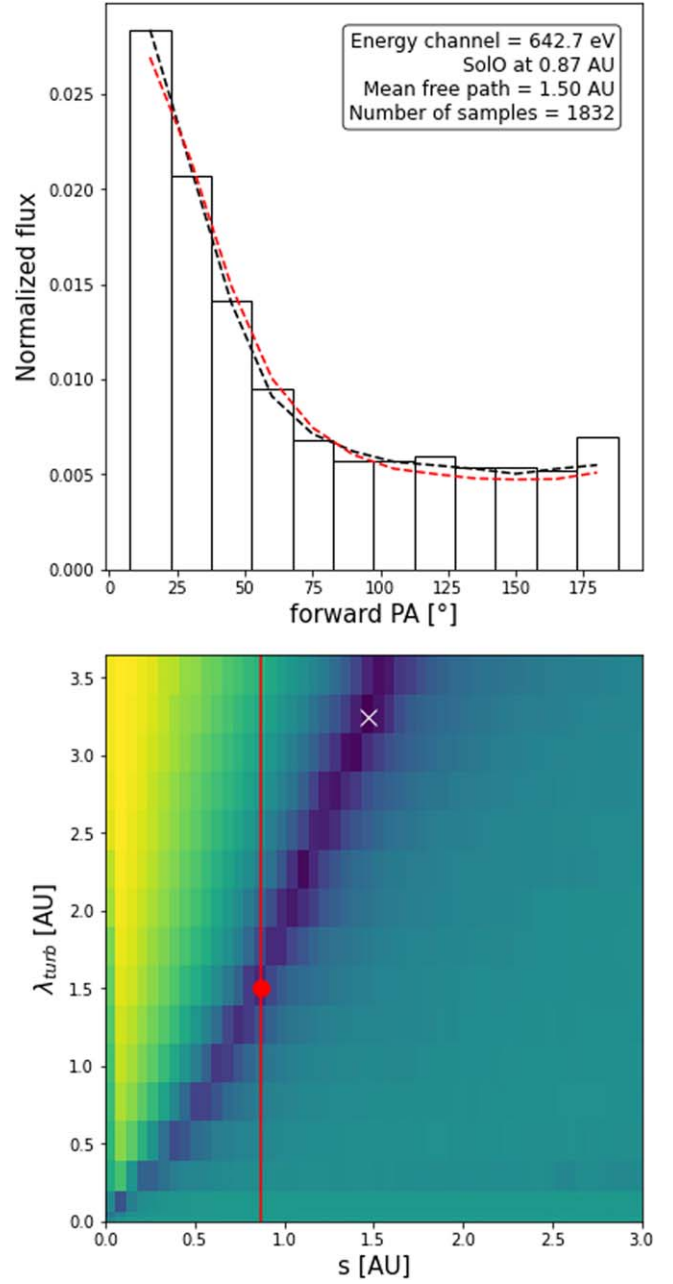 Energy channel = 642.7 eV
SolO at 0.87 AU
Mean free path = 1.50 AU
Number of samples = 1832
Normalized flux
0.025
0.020
0.015
0.010
0.005
0.000
0 25 50 75 100 125 150 175
forward PA [°]
λturb [AU]
3.5
3.0
2.5
2.0
1.5
1.0
0.5
0.0
0.0 0.5 1.0 1.5 2.0 2.5 3.0
s [AU]